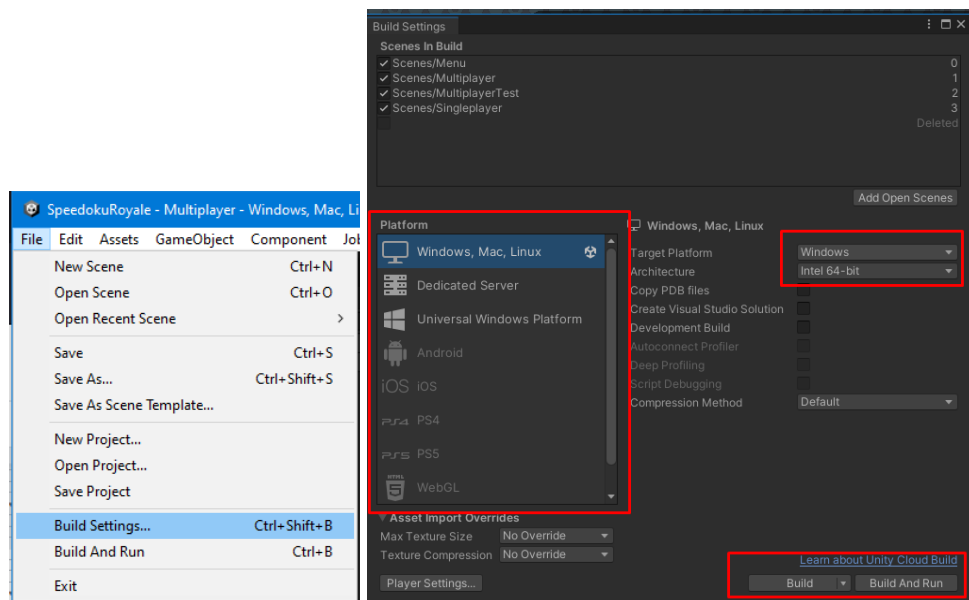 SpeedokuRoyale - Multiplayer - Windows, Mac, Li
File Edit Assets GameObject Component Jo
New Scene Ctrl+N
Open Scene Ctrl+O
Open Recent Scene >
Save Ctrl+S
Save As... Ctrl+Shift+S
Save As Scene Template...
New Project...
Open Project...
Save Project
Build Settings... Ctrl+Shift+B
Build And Run Ctrl+B
Exit
Build Settings
Scenes In Build
Scenes/Menu 0
Scenes/Multiplayer 1
Scenes/MultiplayerTest 2
Scenes/Singleplayer 3
Deleted
Add Open Scenes
Platform
Windows, Mac, Linux
Dedicated Server
Universal Windows Platform
Android
iOS iOS
PS4 PS4
PS5 PS5
HTML 5 WebGL
Windows, Mac, Linux
Target Platform Windows
Architecture Intel 64-bit
Copy PDB files
Create Visual Studio Solution
Development Build
Autoconnect Profiler
Deep Profiling
Script Debugging
Compression Method Default
Asset Import Overrides
Max Texture Size No Override
Texture Compression No Override
Learn about Unity Cloud Build
Player Settings... Build Build And Run